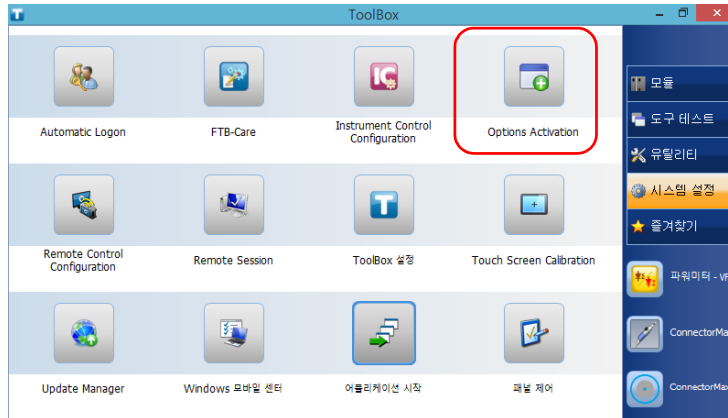 ToolBox
Automatic Logon
FTB-Care
Instrument Control
Configuration
Options Activation
Remote Control
Configuration
Remote Session
ToolBox 설정
Touch Screen Calibration
Update Manager
Windows 모바일 센터
어플리케이션 시작
패널 제어
모듈
도구 테스트
유틸리티
시스템 설정
즐겨찾기
파워미터 - VF
ConnectorMa
ConnectorMax